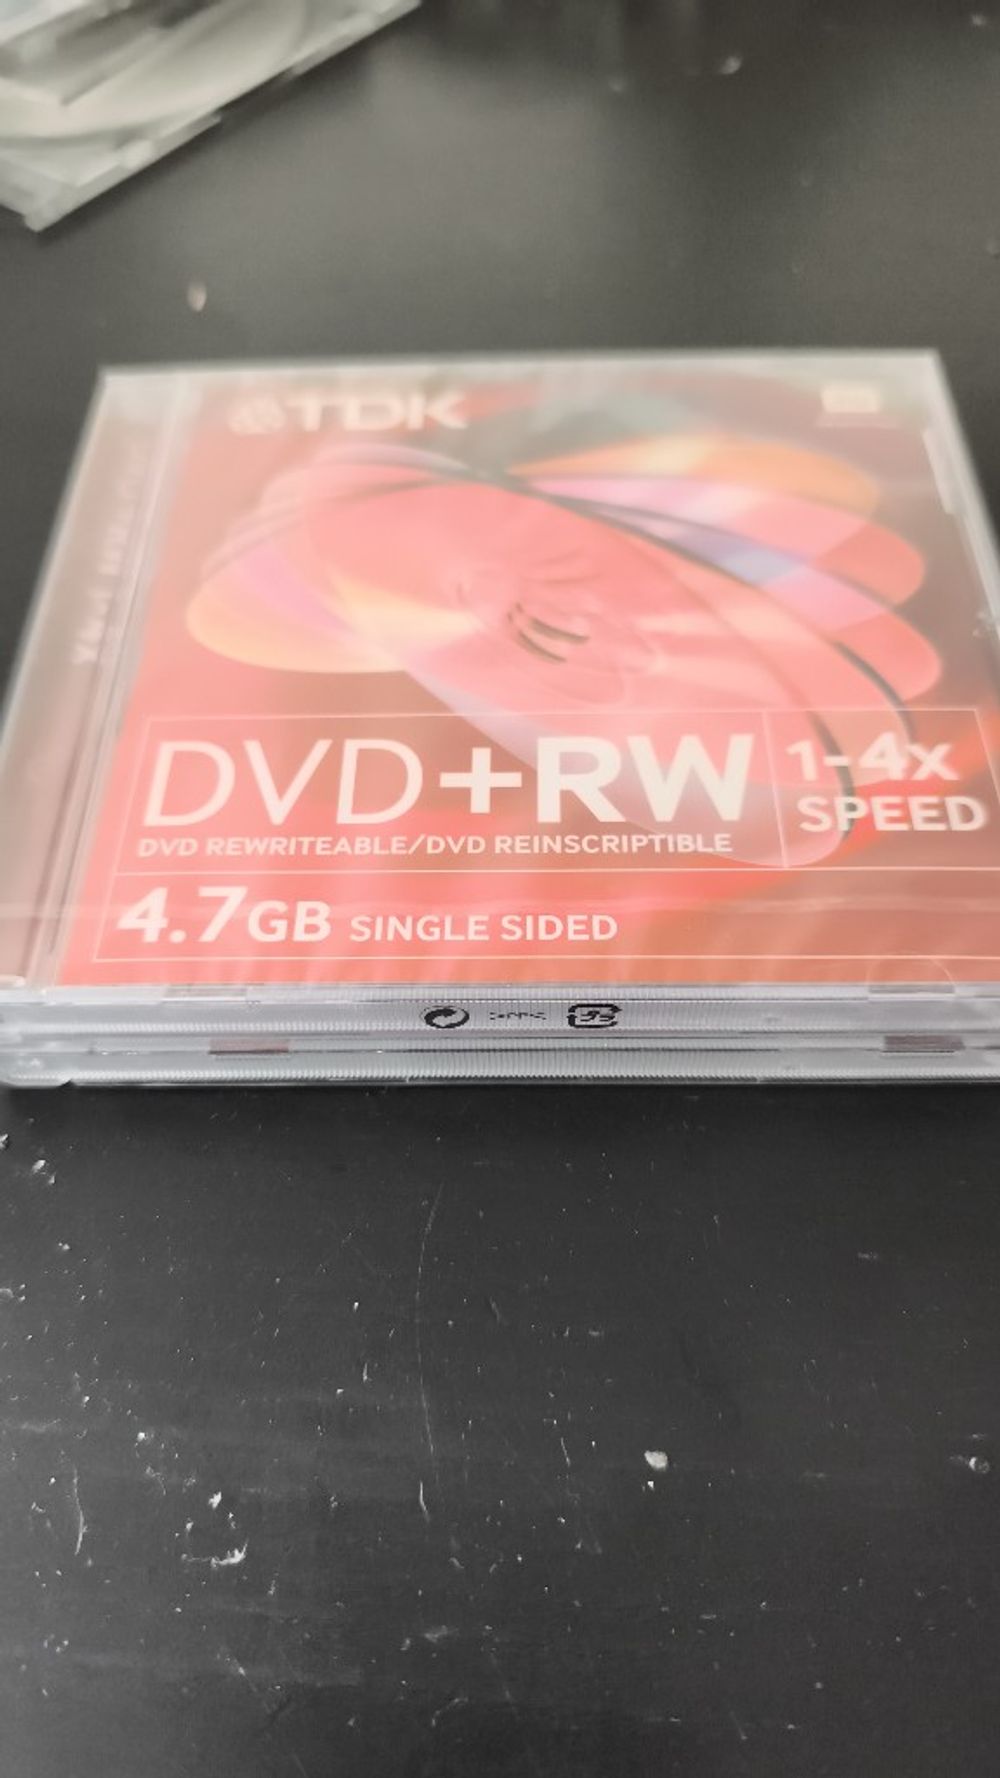 TDK
DVD+RW
DVD REWRITEABLE/DVD REINSCRIPTIBLE
1-4x
SPEED
4.7GB SINGLE SIDED